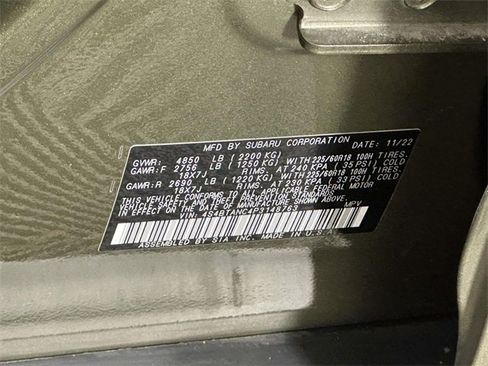 MFD BY SUBARU CORPORATION 11/22
GVWR: 4850 LB (2200 KG)
GAWR: F 2756 LB (1250 KG) WITH 225/60R18 100H TIRES,
18X7J RIMS, AT 240 KPA (35 PSI) COLD
GAWR: R 2690 LB (1220 KG) WITH 225/60R18 100H TIRES,
18X7J RIMS, AT 230 KPA (33 PSI) COLD
THIS VEHICLE CONFORMS TO ALL APPLICABLE FEDERAL MOTOR
VEHICLE SAFETY, BUMPER, AND THEFT PREVENTION STANDARDS
IN EFFECT ON THE DATE OF MANUFACTURE SHOWN ABOVE.
VIN: 4S4BTANC4P3148763 MPV
ASSEMBLED BY SIA INC. MADE IN U.S.A.